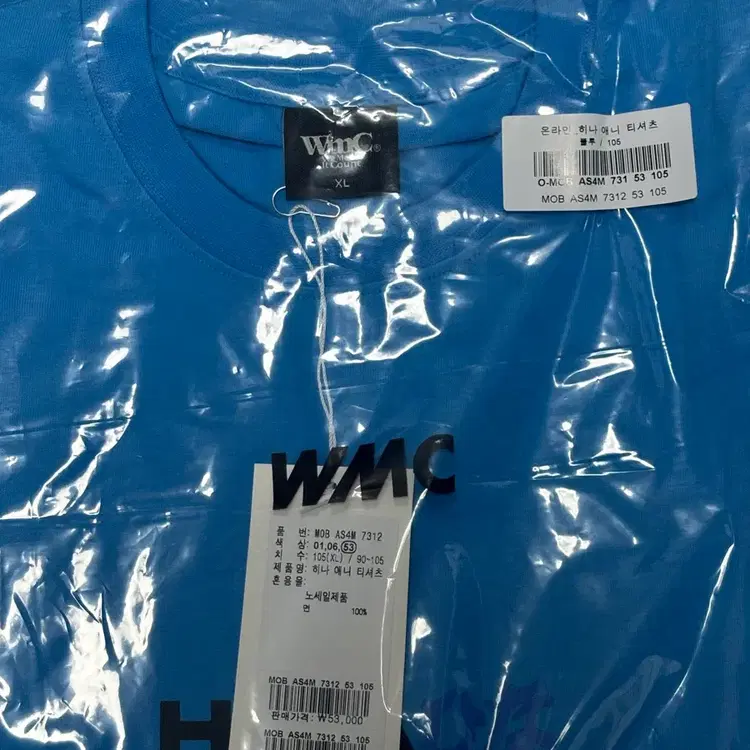 WmC®
It Count
XL
온라인 히나 애니 티셔츠
블루 / 105
O-MOB AS4M 731 53 105
MOB AS4M 7312 53 105
WMC
품 번: MOB AS4M 7312
색 상: 01,06,53
치 수: 105(XL) / 90~105
제품명: 히나 애니 티셔츠
혼용율:
노세일제품
면 100%
MOB AS4M 7312 53 105
판매가격: ₩53,000
MOB AS4M 7312 53 105
H